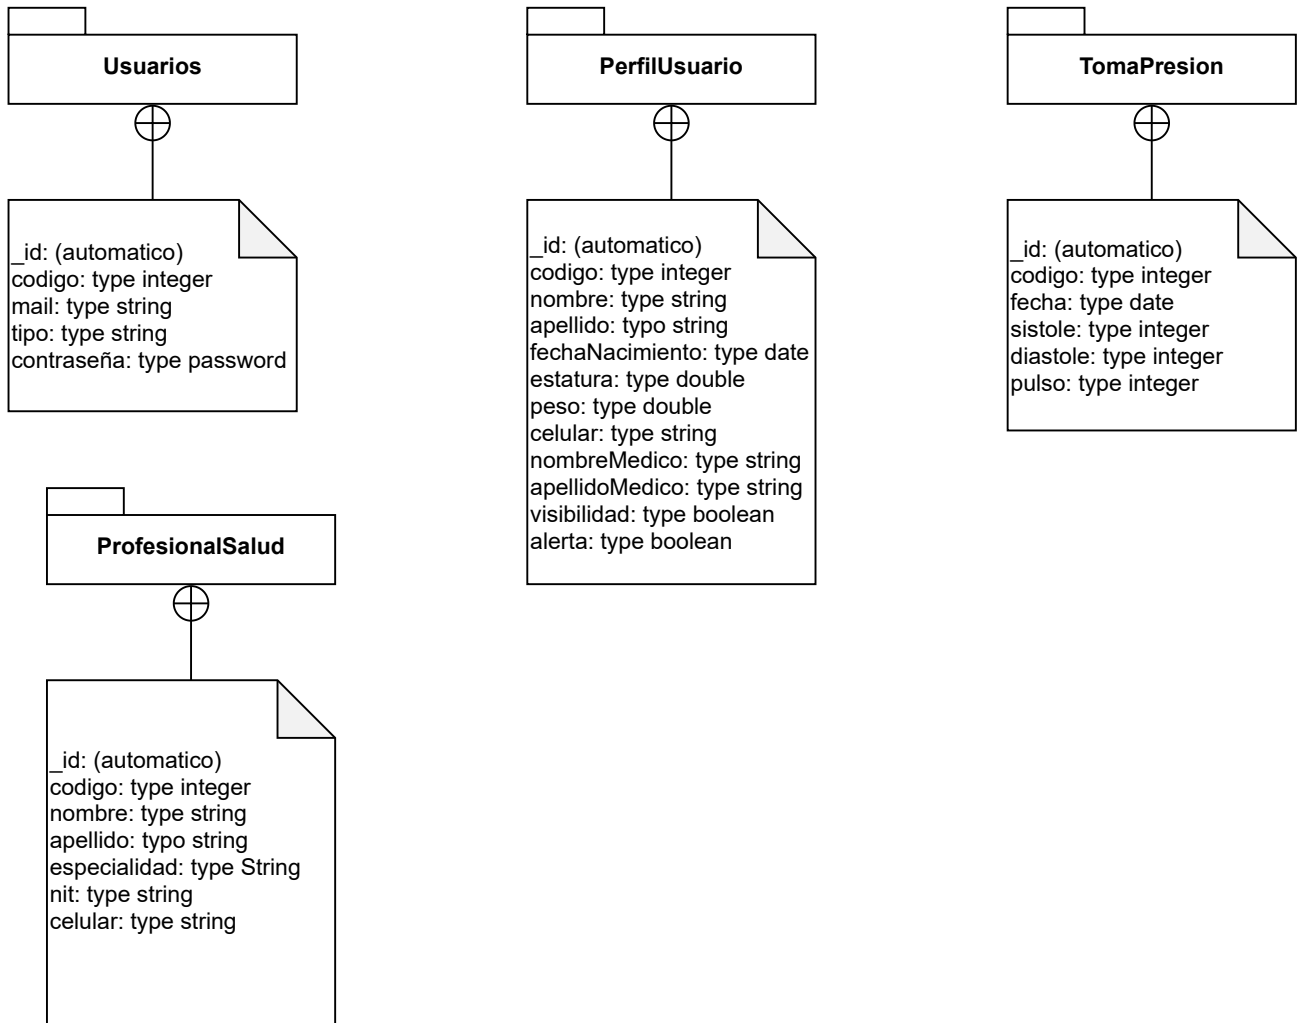 Usuarios
_id: (automatico)
codigo: type integer
mail: type string
tipo: type string
contraseña: type password
PerfilUsuario
_id: (automatico)
codigo: type integer
nombre: type string
apellido: typo string
fechaNacimiento: type date
estatura: type double
peso: type double
celular: type string
nombreMedico: type string
apellidoMedico: type string
visibilidad: type boolean
alerta: type boolean
TomaPresion
_id: (automatico)
codigo: type integer
fecha: type date
sistole: type integer
diastole: type integer
pulso: type integer
ProfesionalSalud
_id: (automatico)
codigo: type integer
nombre: type string
apellido: typo string
especialidad: type String
nit: type string
celular: type string